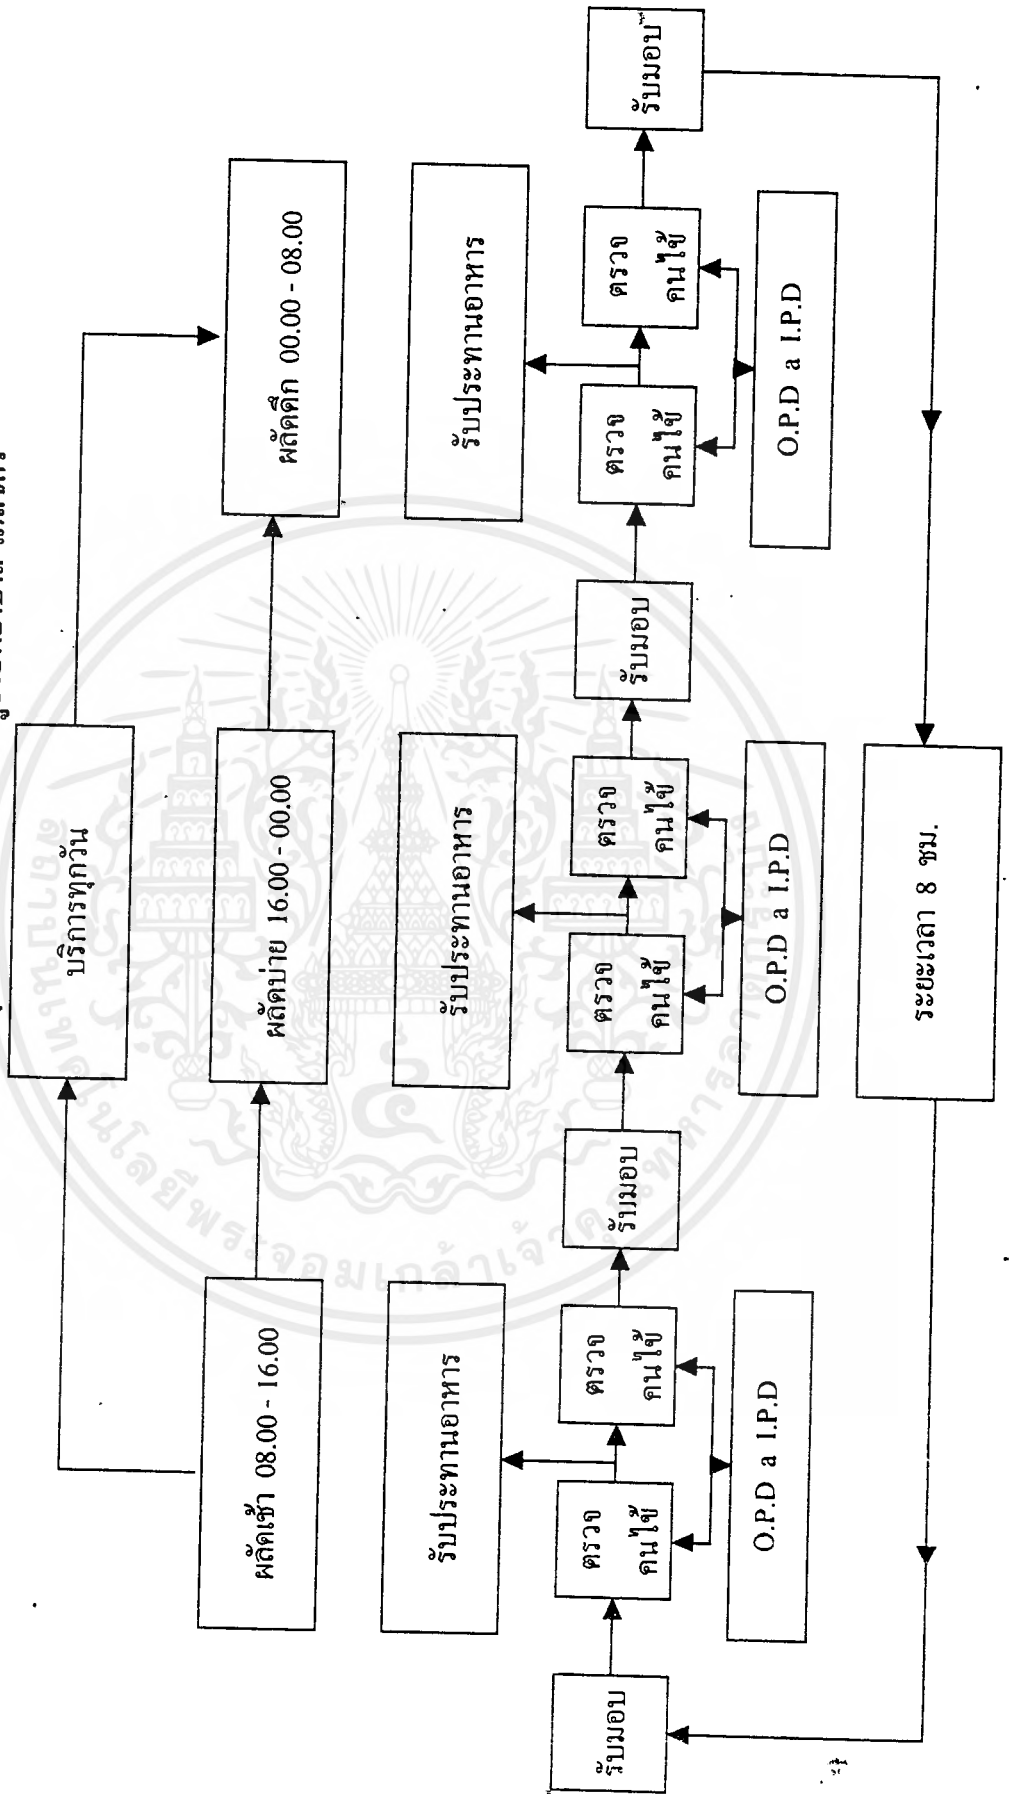 บริการทุกวัน
ผลัดเช้า 08.00 - 16.00
ผลัดบ่าย 16.00 - 00.00
ผลัดดึก 00.00 - 08.00
รับประทานอาหาร
รับประทานอาหาร
รับประทานอาหาร
รับมอบ
ตรวจ
คนไข้
ตรวจ
คนไข้
รับมอบ
ตรวจ
คนไข้
ตรวจ
คนไข้
รับมอบ
ตรวจ
คนไข้
ตรวจ
คนไข้
รับมอบ
O.P.D a I.P.D
O.P.D a I.P.D
O.P.D a I.P.D
ระยะเวลา 8 ชม.